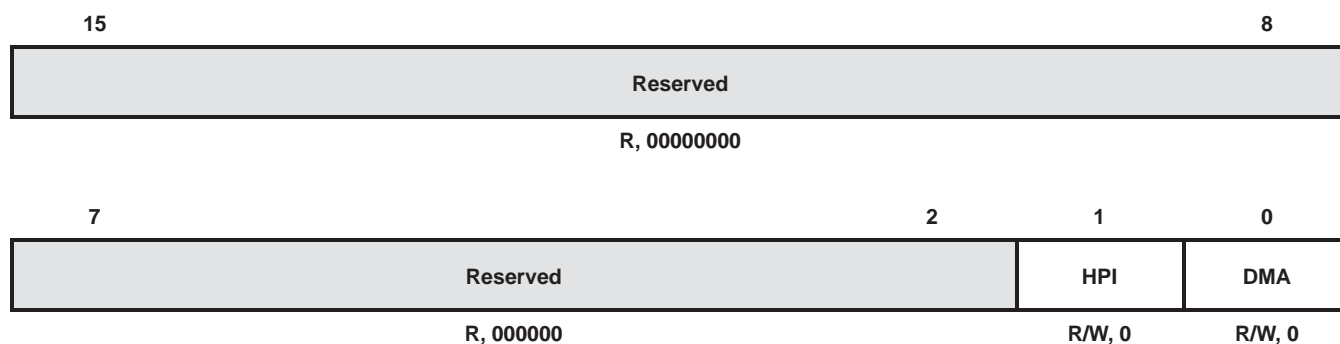 15 8
Reserved
R, 00000000
7 2 1 0
Reserved HPI DMA
R, 000000 R/W, 0 R/W, 0